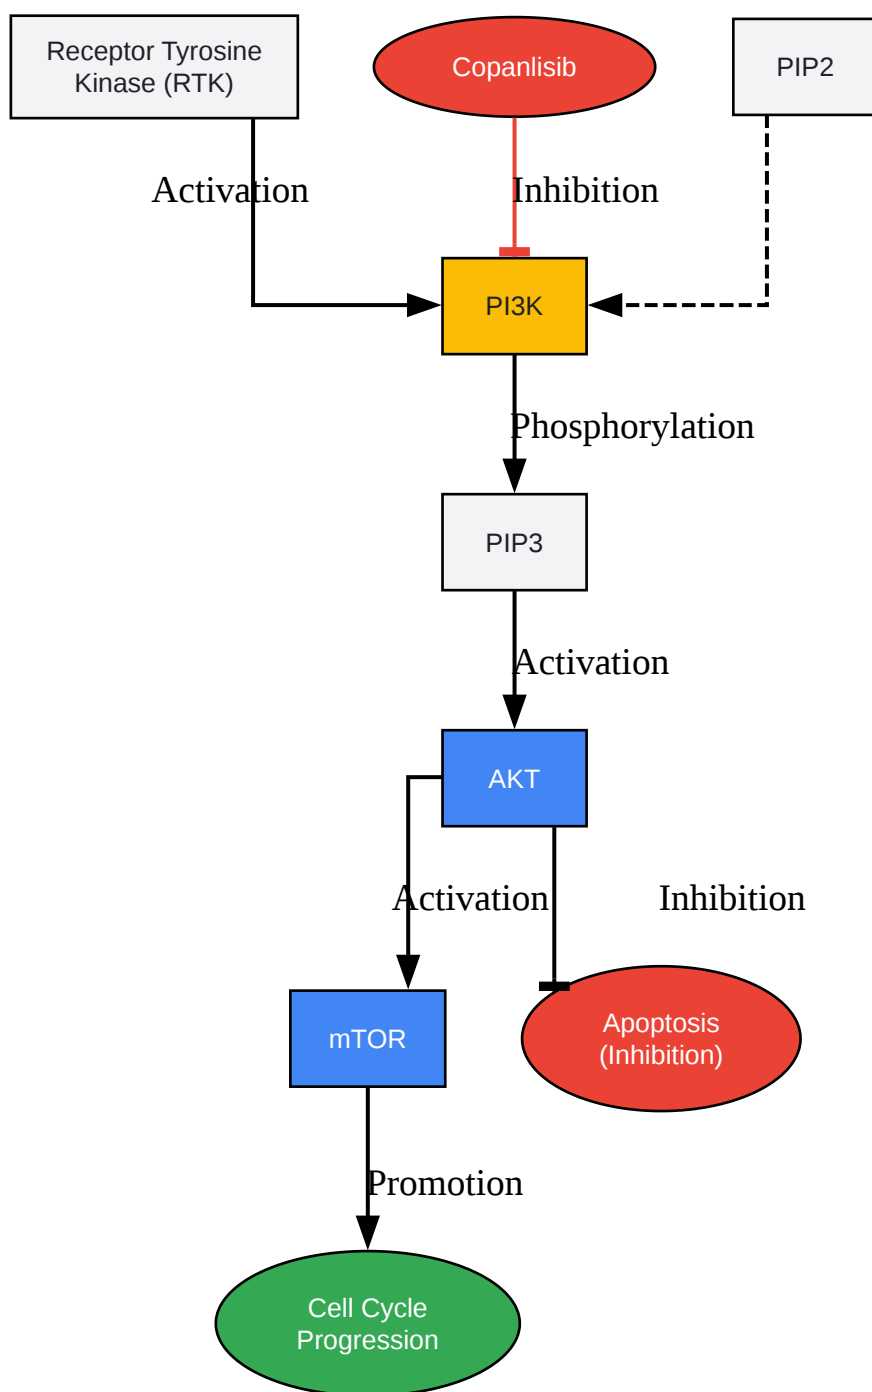 Receptor Tyrosine
Kinase (RTK)
Copanlisib
PIP2
Activation
Inhibition
PI3K
Phosphorylation
PIP3
Activation
AKT
Activation
Inhibition
mTOR
Apoptosis
(Inhibition)
Promotion
Cell Cycle
Progression